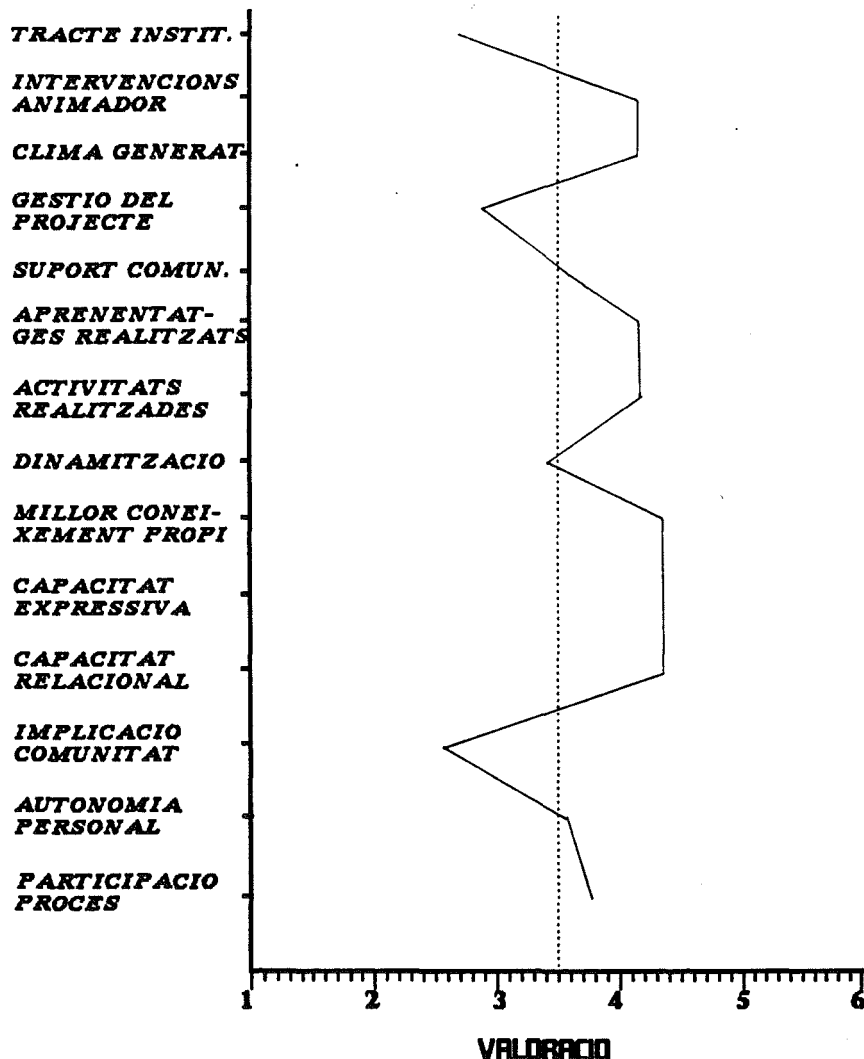 TRACTE INSTIT.
INTERVENCIONS
ANIMADOR
CLIMA GENERAT
GESTIO DEL
PROJECTE
SUPORT COMUN.
APRENENTAT-
GES REALITZATS
ACTIVITATS
REALITZADES
DINAMITZACIO
MILLOR CONEI-
XEMENT PROPI
CAPACITAT
EXPRESSIVA
CAPACITAT
RELACIONAL
IMPLICACIO
COMUNITAT
AUTONOMIA
PERSONAL
PARTICIPACIO
PROCES
1 2 3 4 5 6
VALORACIO